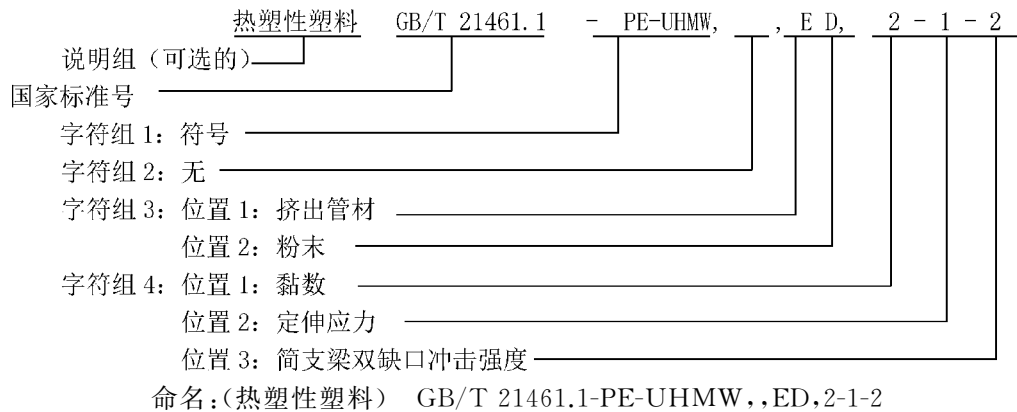 热塑性塑料 GB/T 21461.1 - PE-UHMW, ,E D, 2 - 1 - 2
说明组（可选的）
国家标准号
字符组 1：符号
字符组 2：无
字符组 3：位置 1：挤出管材
位置 2：粉末
字符组 4：位置 1：黏数
位置 2：定伸应力
位置 3：简支梁双缺口冲击强度
命名:(热塑性塑料) GB/T 21461.1-PE-UHMW,,ED,2-1-2